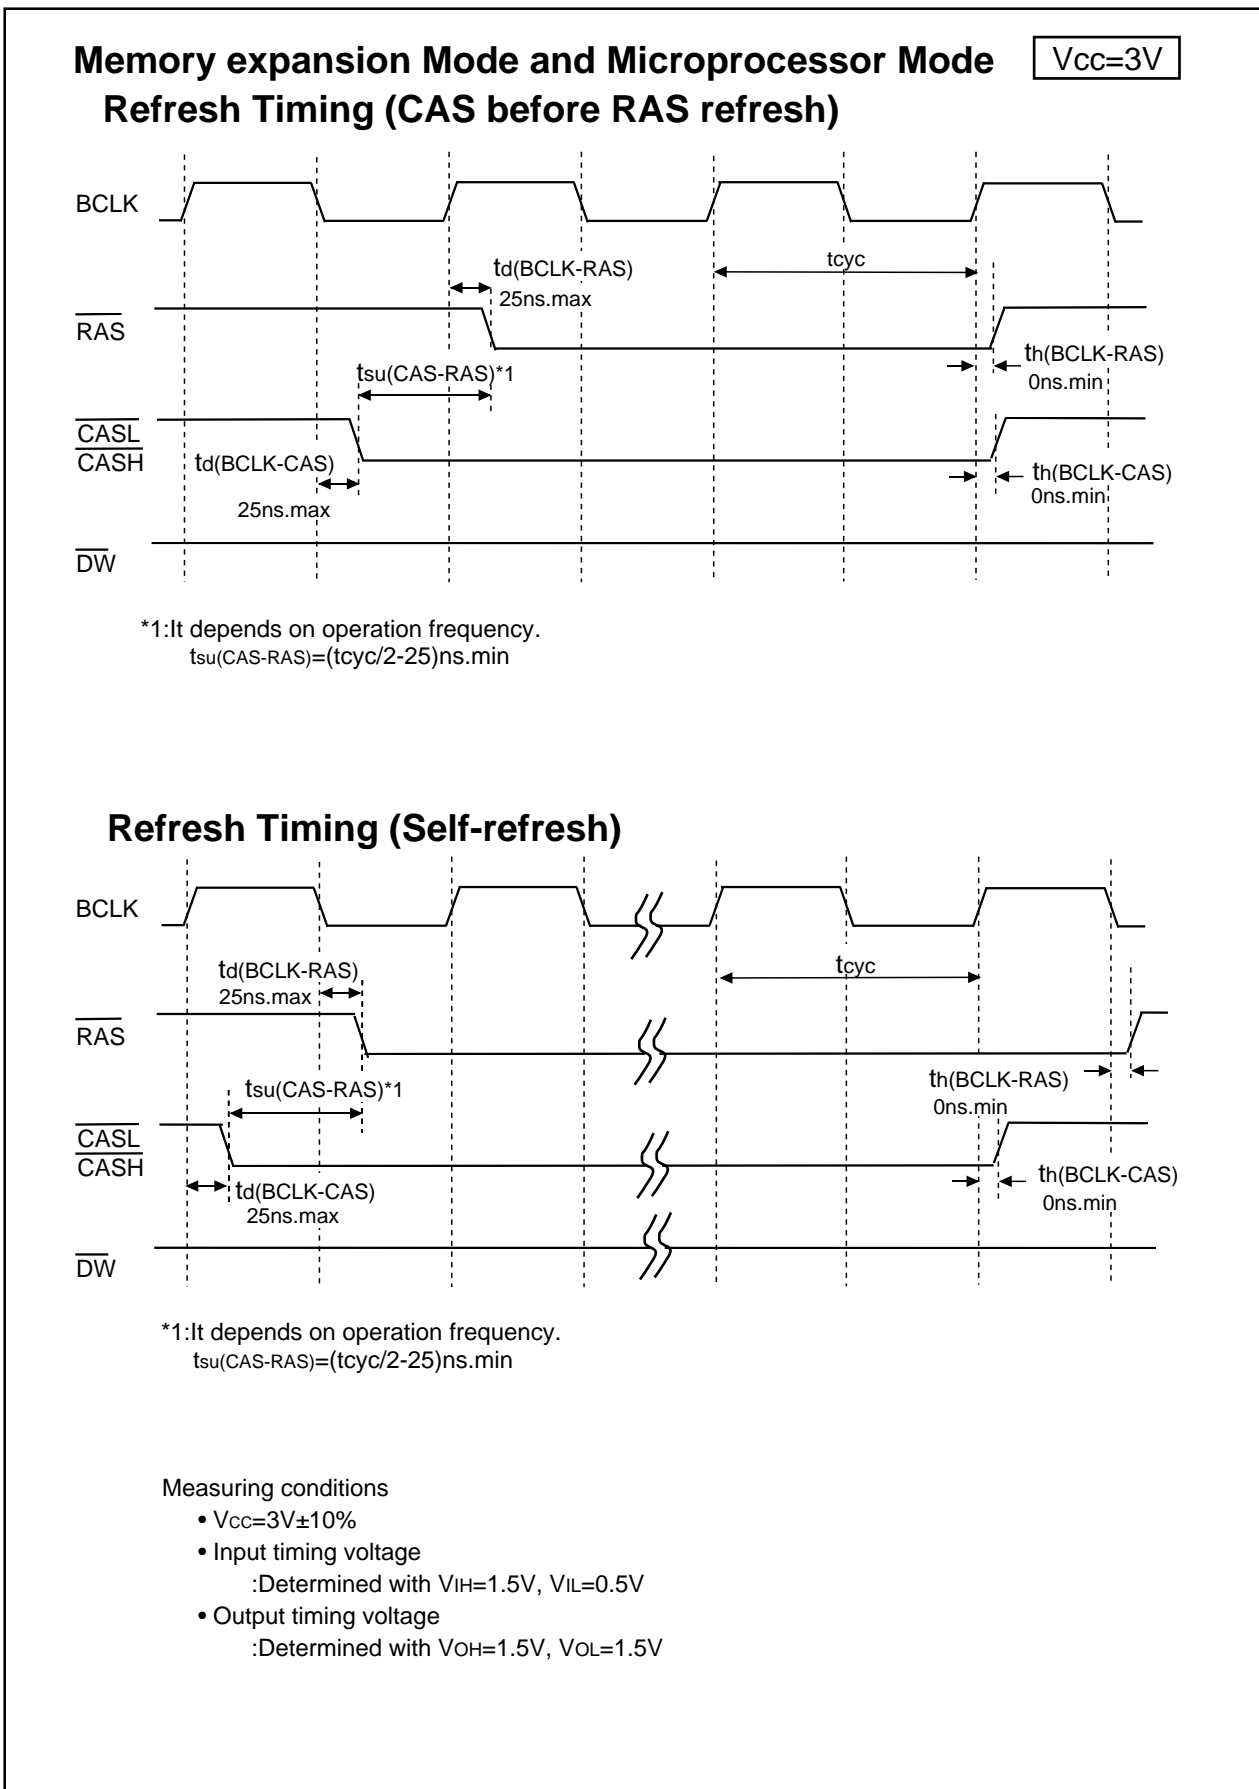 Memory expansion Mode and Microprocessor Mode
Vcc=3V
Refresh Timing (CAS before RAS refresh)
BCLK
td(BCLK-RAS)
25ns.max
tcyc
RAS
th(BCLK-RAS)
0ns.min
tsu(CAS-RAS)*1
CASL
CASH
td(BCLK-CAS)
25ns.max
th(BCLK-CAS)
0ns.min
DW
*1:It depends on operation frequency.
tsu(CAS-RAS)=(tcyc/2-25)ns.min
Refresh Timing (Self-refresh)
BCLK
td(BCLK-RAS)
25ns.max
tcyc
RAS
tsu(CAS-RAS)*1
th(BCLK-RAS)
0ns.min
CASL
CASH
td(BCLK-CAS)
25ns.max
th(BCLK-CAS)
0ns.min
DW
*1:It depends on operation frequency.
tsu(CAS-RAS)=(tcyc/2-25)ns.min
Measuring conditions
• VCC=3V±10%
• Input timing voltage
:Determined with VIH=1.5V, VIL=0.5V
• Output timing voltage
:Determined with VOH=1.5V, VOL=1.5V